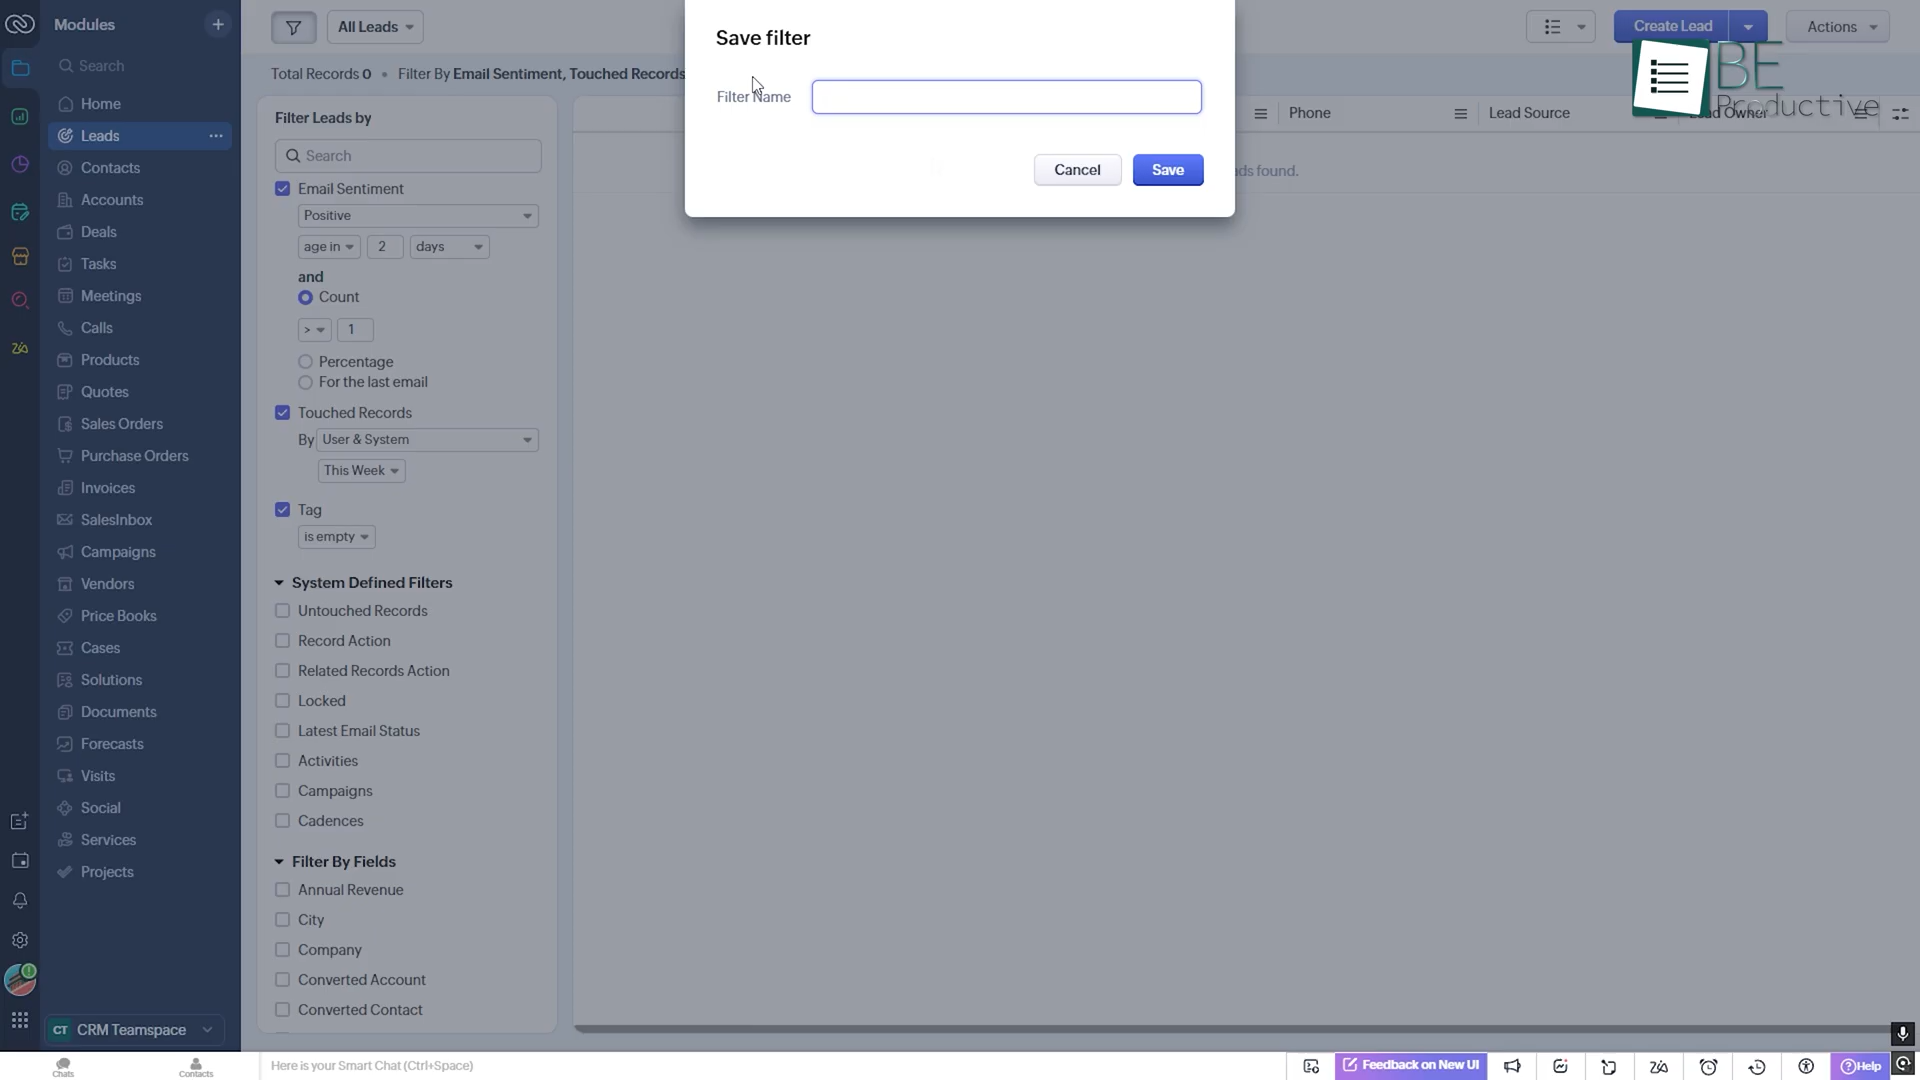 Modules
Search
Home
Leads
Contacts
Accounts
Deals
Tasks
Meetings
Calls
Products
Quotes
Sales Orders
Purchase Orders
Invoices
SalesInbox
Campaigns
Vendors
Price Books
Cases
Solutions
Documents
Forecasts
Visits
Social
Services
Projects
CT CRM Teamspace
All Leads
Total Records 0 • Filter By Email Sentiment, Touched Records
Filter Leads by
Search
Email Sentiment
Positive
age in 2 days
and
Count
> 1
Percentage
For the last email
Touched Records
By User & System
This Week
Tag
is empty
System Defined Filters
Untouched Records
Record Action
Related Records Action
Locked
Latest Email Status
Activities
Campaigns
Cadences
Filter By Fields
Annual Revenue
City
Company
Converted Account
Converted Contact
Save filter
Filter Name
Cancel Save
Create Lead
Actions
BE
Productive
Phone
Lead Source
Lead Owner
ds found.
Chats
Contacts
Here is your Smart Chat (Ctrl+Space)
Feedback on New UI
Help